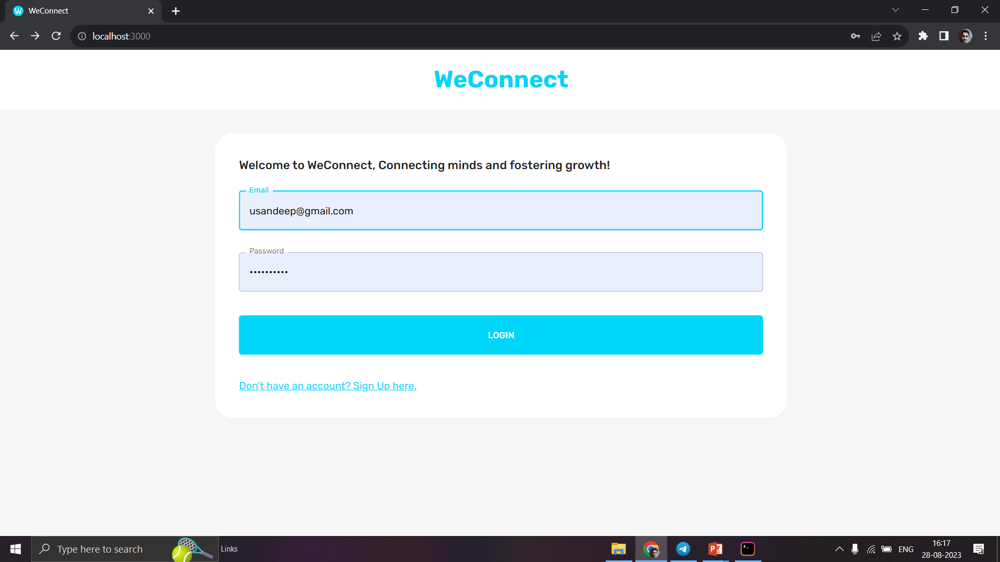 WeConnect
localhost:3000
WeConnect
Welcome to WeConnect, Connecting minds and fostering growth!
Email
usandeep@gmail.com
Password
••••••••••
LOGIN
Don't have an account? Sign Up here.
Type here to search
Links
ENG
16:17
28-08-2023